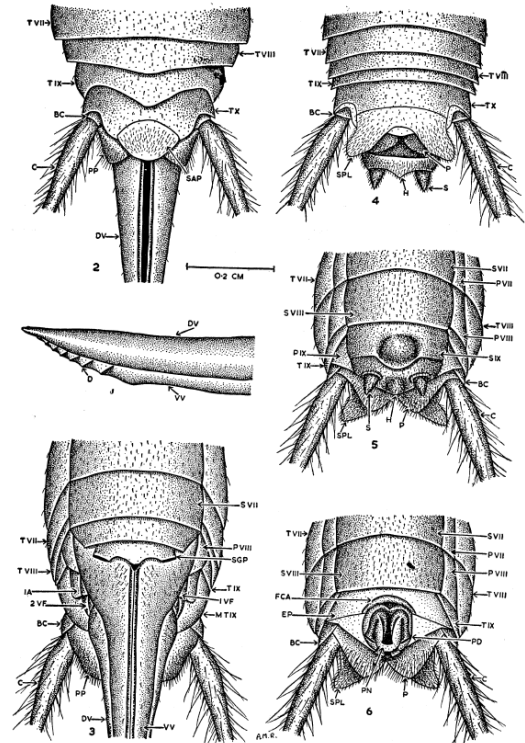 TVII
TVIII
TIX
TX
BC
C
PP
SAP
DV
2
0·2 CM
TVII
TVIII
TIX
TX
BC
SPL
P
C
H
S
4
DV
D
J
VV
TVII
SVII
PVII
SVIII
TVIII
PVIII
PIX
TIX
SIX
BC
C
SPL
S
H
P
5
SVII
TVII
PVIII
SGP
TVIII
IA
2VF
TIX
1VF
BC
MTIX
C
PP
DV
VV
3
TVII
SVII
PVII
SVIII
PVIII
TVIII
FCA
EP
TIX
BC
PD
SPL
PN
P
C
6
A.M.R.